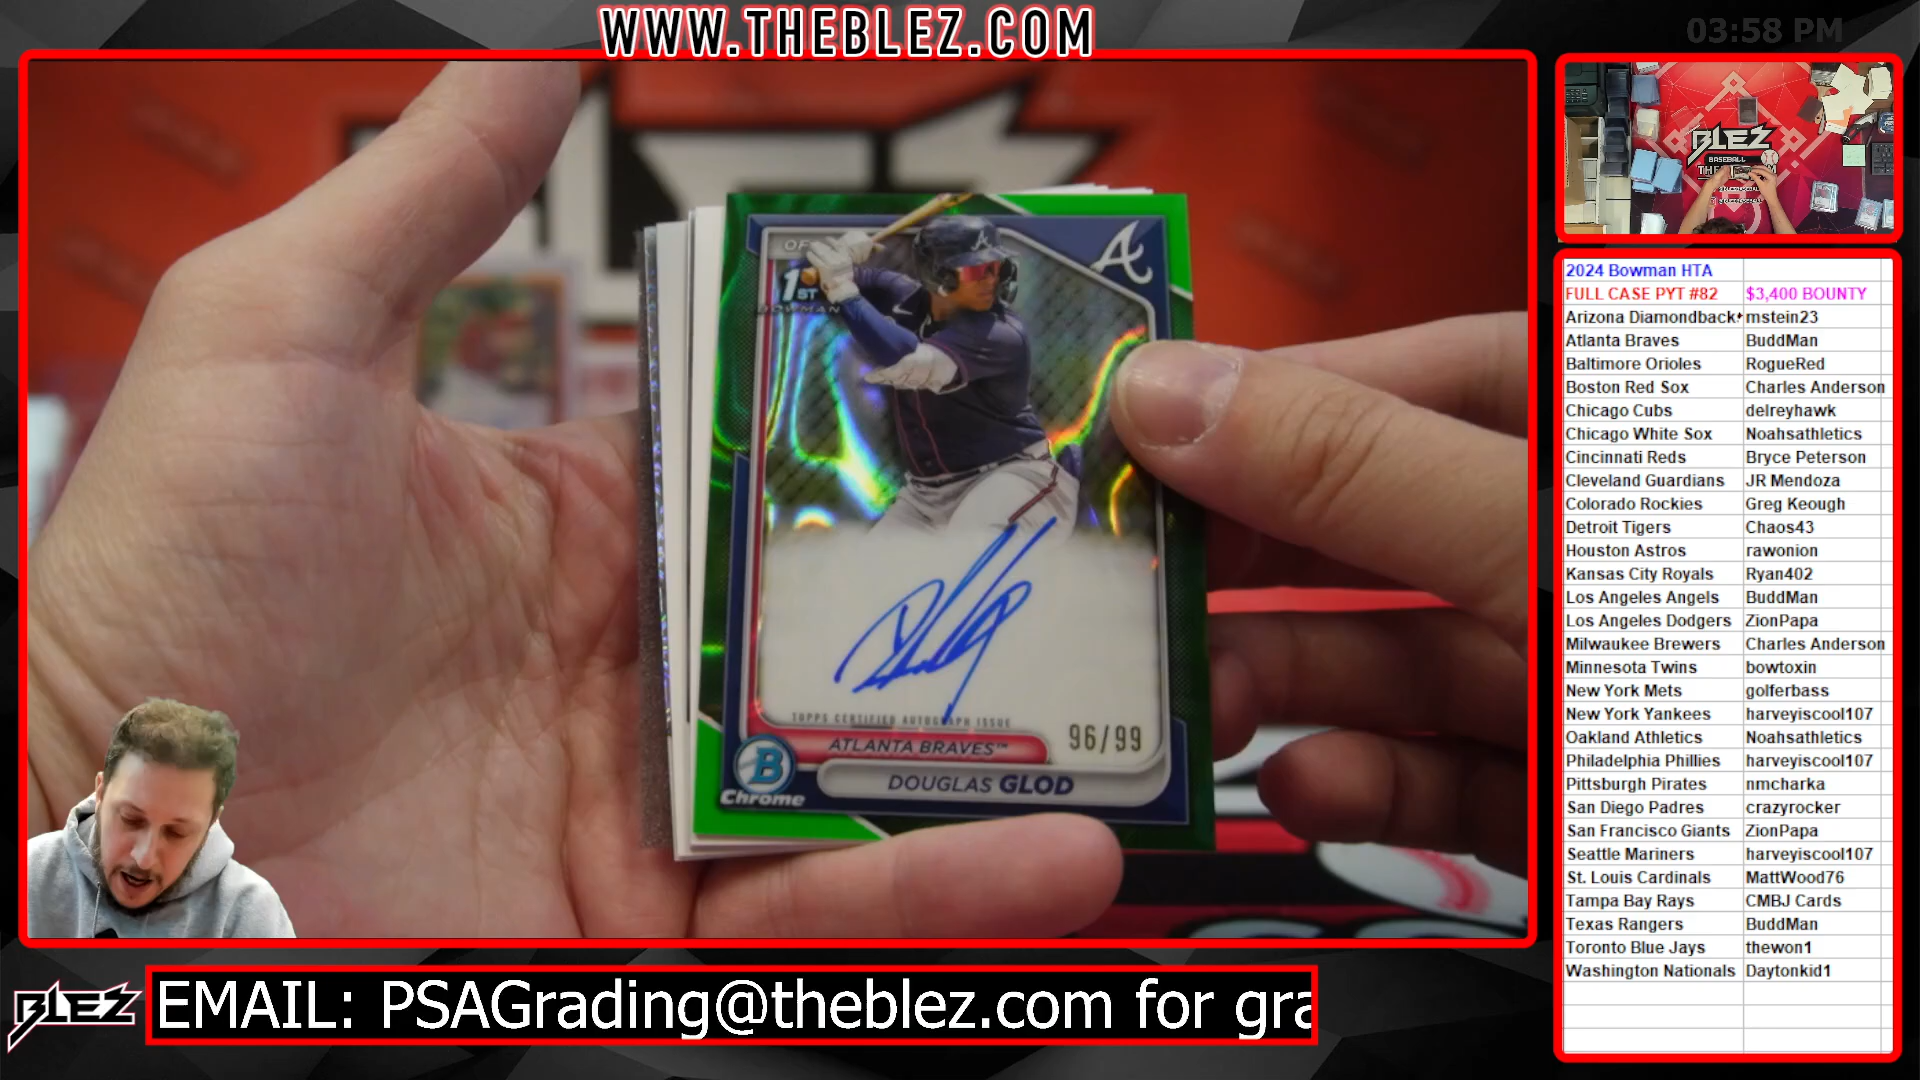 WWW.THEBLEZ.COM
03:58 PM
1ST
BOWMAN
A
TOPPS CERTIFIED AUTOGRAPH ISSUE
96/99
ATLANTA BRAVES™
DOUGLAS GLOD
B
Chrome
BLEZ
BASEBALL
2024 Bowman HTA
FULL CASE PYT #82 $3,400 BOUNTY
Arizona Diamondback mstein23
Atlanta Braves BuddMan
Baltimore Orioles RogueRed
Boston Red Sox Charles Anderson
Chicago Cubs delreyhawk
Chicago White Sox Noahsathletics
Cincinnati Reds Bryce Peterson
Cleveland Guardians JR Mendoza
Colorado Rockies Greg Keough
Detroit Tigers Chaos43
Houston Astros rawonion
Kansas City Royals Ryan402
Los Angeles Angels BuddMan
Los Angeles Dodgers ZionPapa
Milwaukee Brewers Charles Anderson
Minnesota Twins bowtoxin
New York Mets golferbass
New York Yankees harveyiscool107
Oakland Athletics Noahsathletics
Philadelphia Phillies harveyiscool107
Pittsburgh Pirates nmcharka
San Diego Padres crazyrocker
San Francisco Giants ZionPapa
Seattle Mariners harveyiscool107
St. Louis Cardinals MattWood76
Tampa Bay Rays CMBJ Cards
Texas Rangers BuddMan
Toronto Blue Jays thewon1
Washington Nationals Daytonkid1
BLEZ
EMAIL: PSAGrading@theblez.com for gra